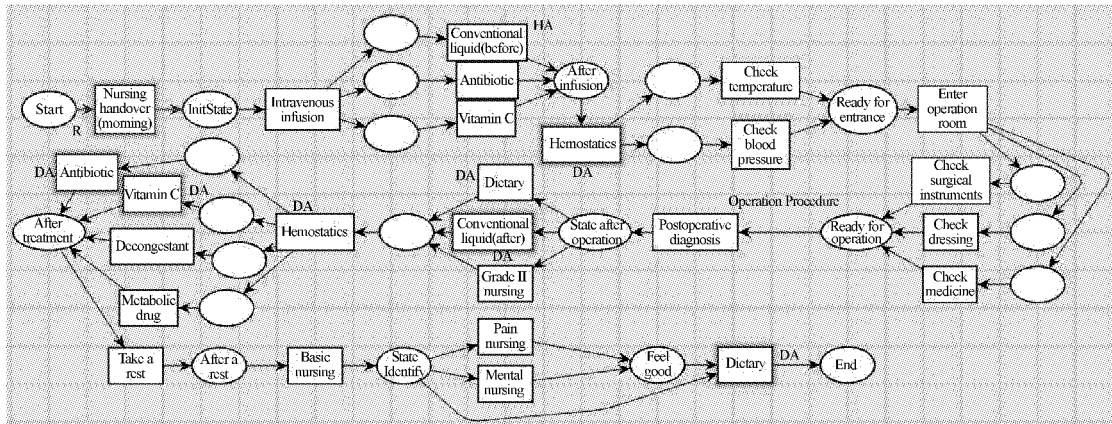 Start
R
Nursing
handover
(morning)
InitState
Intravenous
infusion
Conventional
liquid(before)
HA
Antibiotic
Vitamin C
After
infusion
Hemostatics
DA
Check
temperature
Check
blood
pressure
Ready for
entrance
Enter
operation
room
Check
surgical
instruments
Check
dressing
Check
medicine
Ready for
operation
Operation Procedure
Postoperative
diagnosis
State after
operation
DA
Dietary
Conventional
liquid(after)
DA
Grade II
nursing
DA
Hemostatics
DA
Antibiotic
Vitamin C
DA
Decongestant
Metabolic
drug
After
treatment
Take a
rest
After a
rest
Basic
nursing
State
Identify
Pain
nursing
Mental
nursing
Feel
good
Dietary
DA
End